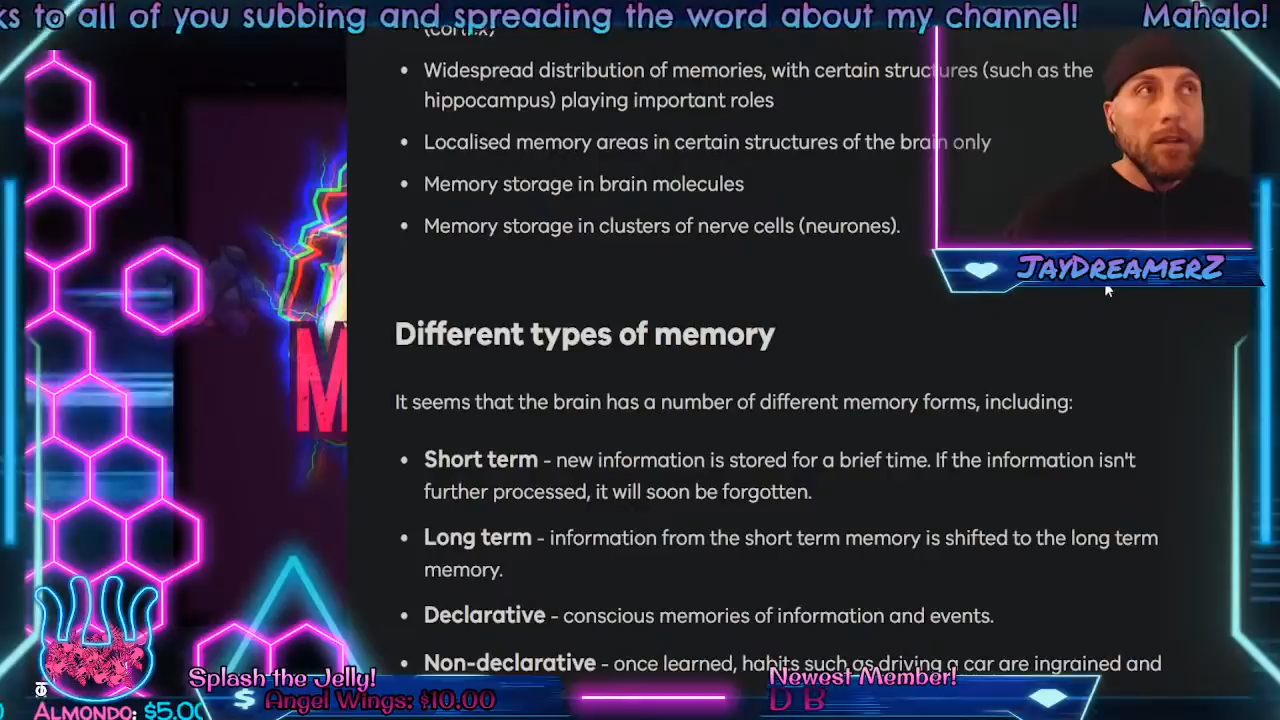 ks to all of you subbing and spreading the word about my channel! Mahalo!
(cortex)
Widespread distribution of memories, with certain structures (such as the
hippocampus) playing important roles
Localised memory areas in certain structures of the brain only
Memory storage in brain molecules
Memory storage in clusters of nerve cells (neurones).
JayDreamerZ
M
Different types of memory
It seems that the brain has a number of different memory forms, including:
Short term - new information is stored for a brief time. If the information isn't
further processed, it will soon be forgotten.
Long term - information from the short term memory is shifted to the long term
memory.
Declarative - conscious memories of information and events.
Non-declarative - once learned, habits such as driving a car are ingrained and
Splash the Jelly!
Newest Member!
$ Angel Wings: $10.00
D B
Almondo: $5.00